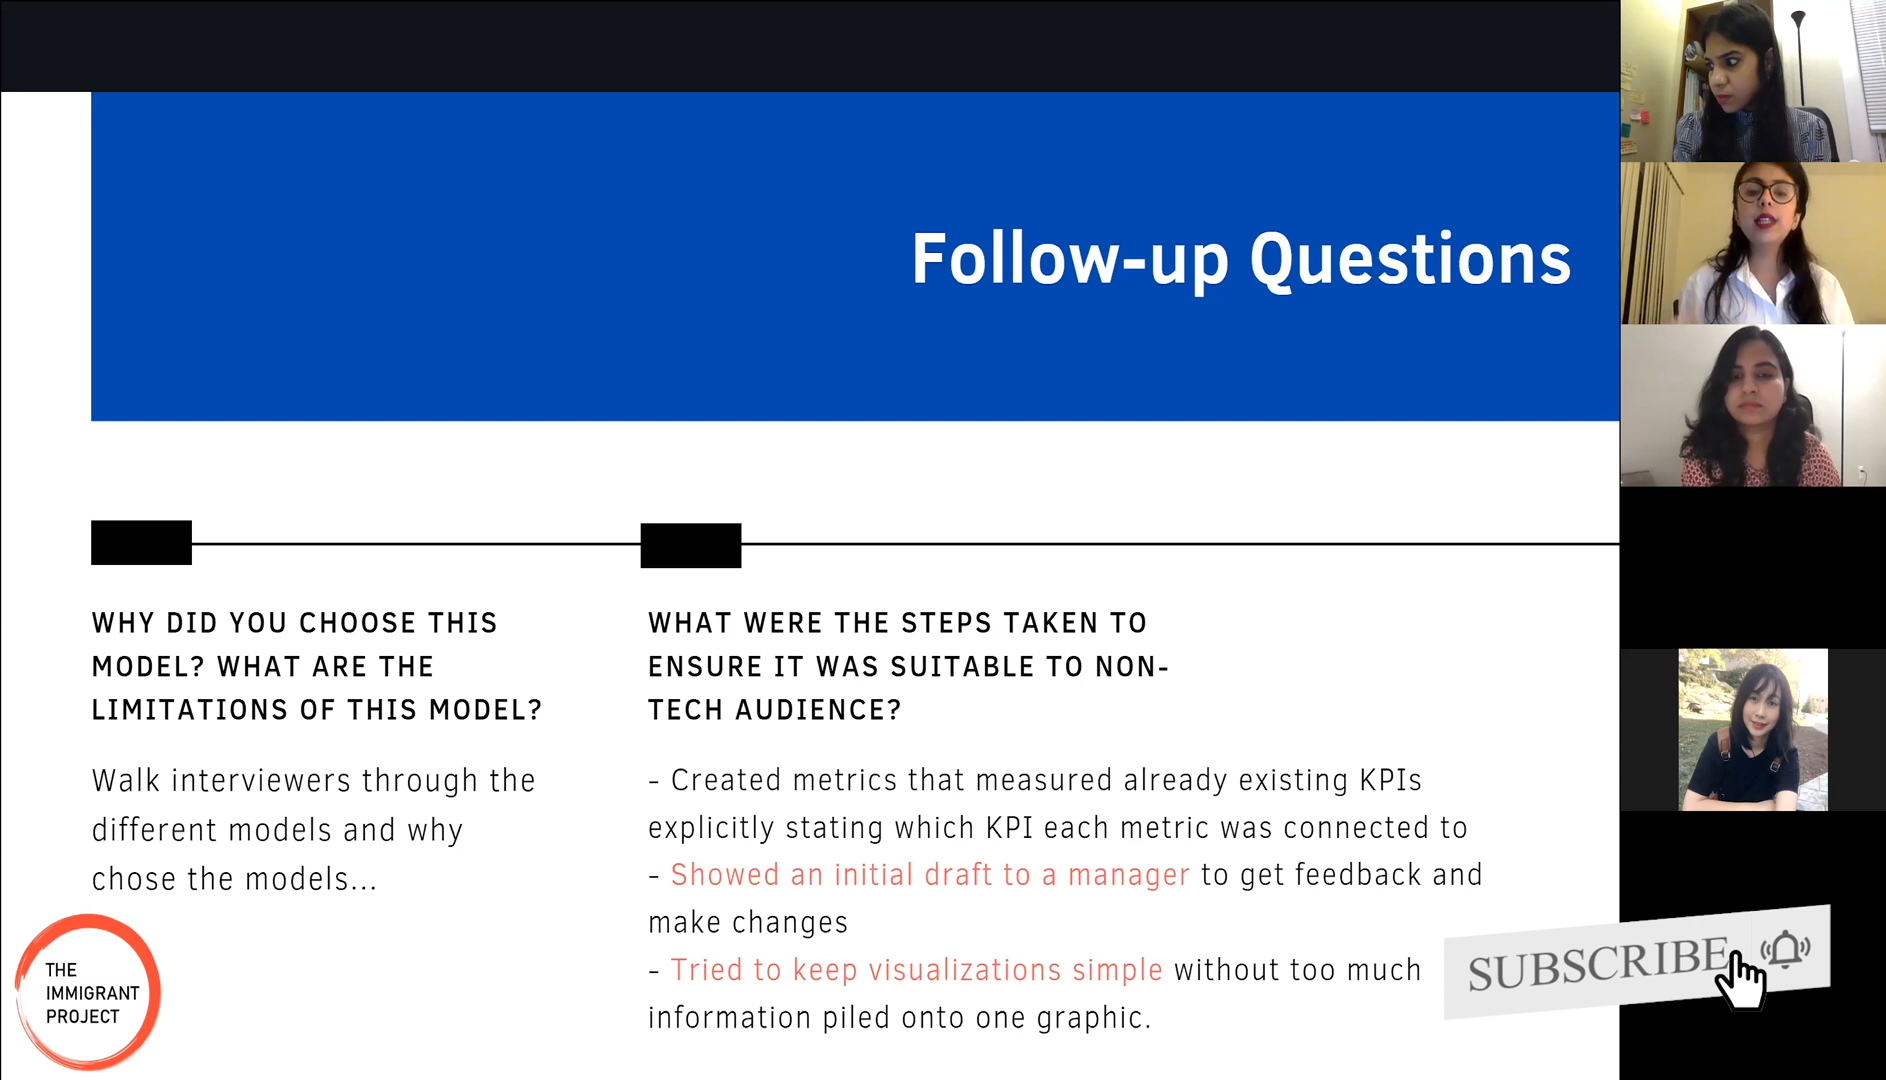 Follow-up Questions
WHY DID YOU CHOOSE THIS
MODEL? WHAT ARE THE
LIMITATIONS OF THIS MODEL?
Walk interviewers through the
different models and why
chose the models...
WHAT WERE THE STEPS TAKEN TO
ENSURE IT WAS SUITABLE TO NON-
TECH AUDIENCE?
- Created metrics that measured already existing KPIs
explicitly stating which KPI each metric was connected to
- Showed an initial draft to a manager to get feedback and
make changes
- Tried to keep visualizations simple without too much
information piled onto one graphic.
THE
IMMIGRANT
PROJECT
SUBSCRIBE